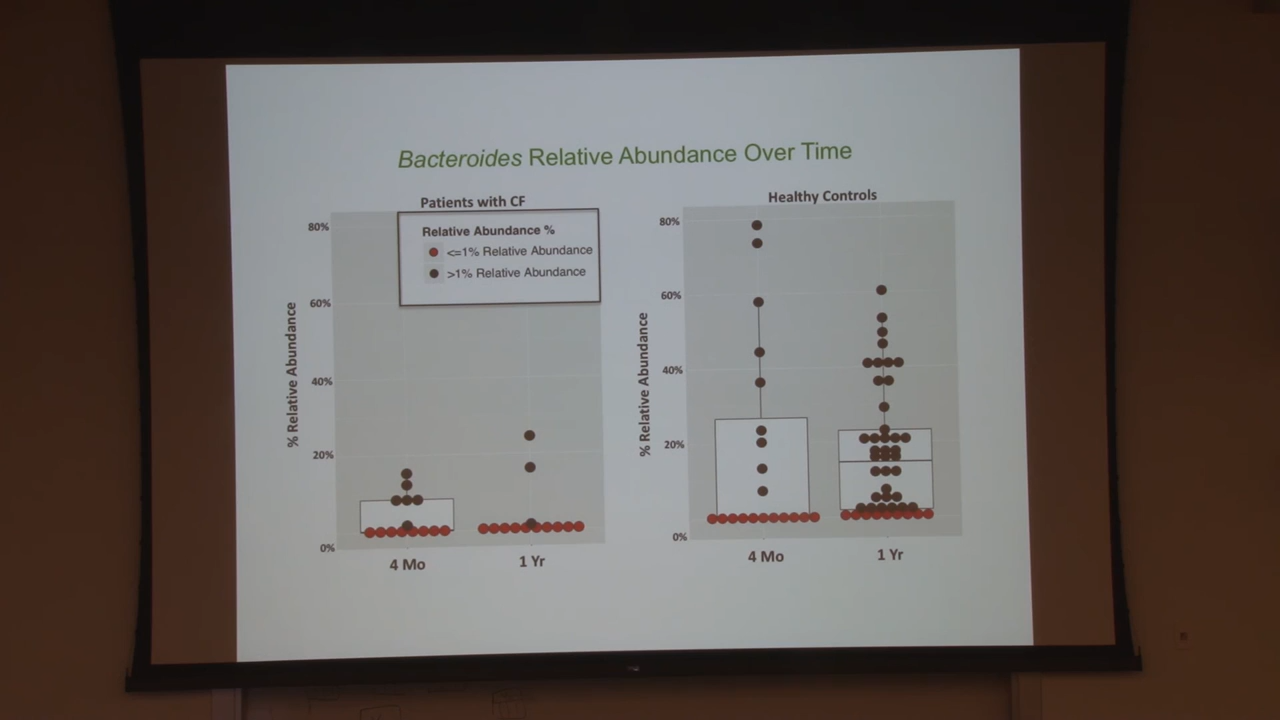 Bacteroides Relative Abundance Over Time
Patients with CF
Relative Abundance %
<=1% Relative Abundance
>1% Relative Abundance
80%
60%
40%
20%
0%
% Relative Abundance
4 Mo
1 Yr
Healthy Controls
80%
60%
40%
20%
0%
% Relative Abundance
4 Mo
1 Yr